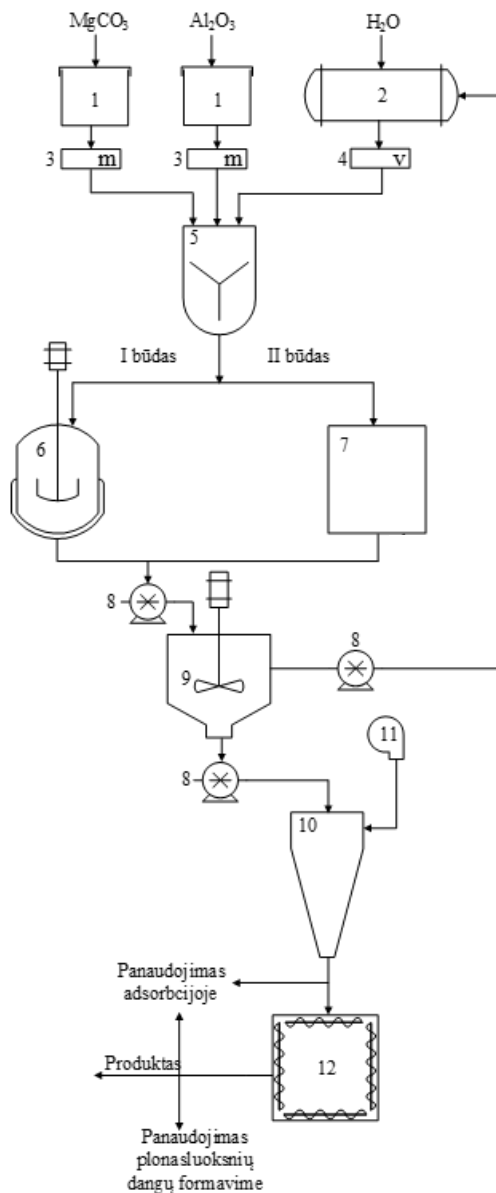 MgCO₃
Al₂O₃
H₂O
1
1
2
3
m
3
m
4
v
5
I būdas
II būdas
6
7
8
8
9
8
11
10
Panaudojimas
adsorbcijoje
Produktas
12
Panaudojimas
plonasluoksnių
dangų formavime